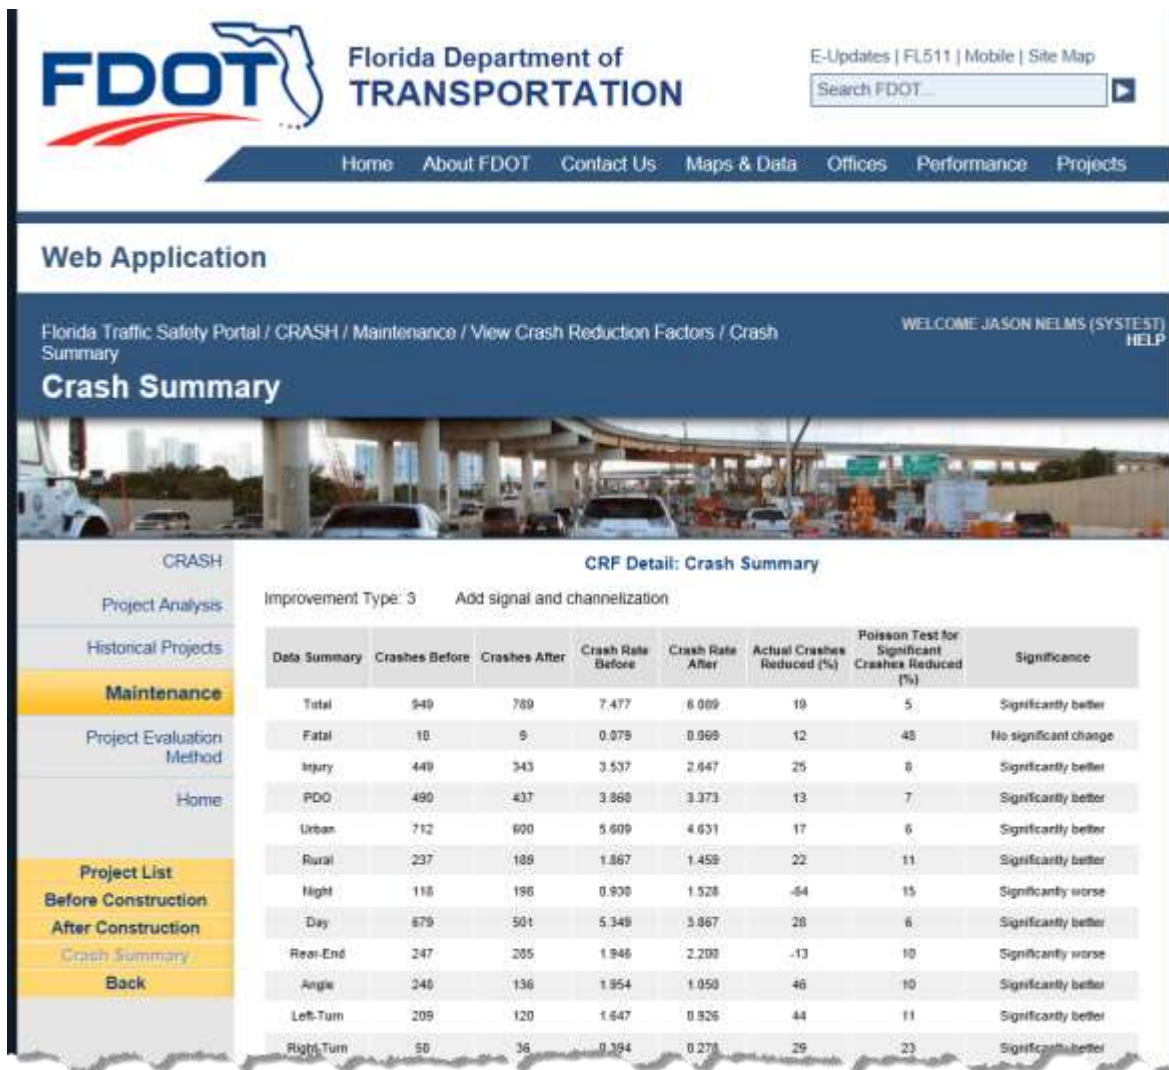 FDOT
Florida Department of
TRANSPORTATION
E-Updates | FL511 | Mobile | Site Map
Search FDOT...
Home About FDOT Contact Us Maps & Data Offices Performance Projects
Web Application
Florida Traffic Safety Portal / CRASH / Maintenance / View Crash Reduction Factors / Crash
Summary
WELCOME JASON NELMS (SYSTEST)
HELP
Crash Summary
CRASH
Project Analysis
Historical Projects
Maintenance
Project Evaluation
Method
Home
Project List
Before Construction
After Construction
Crash Summary
Back
CRF Detail: Crash Summary
Improvement Type: 3 Add signal and channelization
Data Summary Crashes Before Crashes After Crash Rate Before Crash Rate After Actual Crashes Reduced (%) Poisson Test for Significant Crashes Reduced (%) Significance
Total 949 789 7.477 6.089 19 5 Significantly better
Fatal 10 9 0.079 0.069 12 48 No significant change
Injury 449 343 3.537 2.647 25 8 Significantly better
PDO 490 437 3.860 3.373 13 7 Significantly better
Urban 712 600 5.609 4.631 17 6 Significantly better
Rural 237 189 1.867 1.459 22 11 Significantly better
Night 118 198 0.930 1.528 -64 15 Significantly worse
Day 679 501 5.349 3.867 28 6 Significantly better
Rear-End 247 285 1.946 2.200 -13 10 Significantly worse
Angle 248 136 1.954 1.050 46 10 Significantly better
Left-Turn 209 120 1.647 0.926 44 11 Significantly better
Right-Turn 50 36 0.394 0.278 29 23 Significantly better